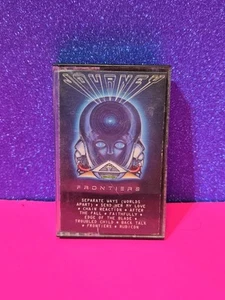 JOURNEY
FRONTIERS
SEPARATE WAYS (WORLDS
APART) • SEND HER MY LOVE
• CHAIN REACTION • AFTER
THE FALL • FAITHFULLY •
EDGE OF THE BLADE •
TROUBLED CHILD • BACK TALK
• FRONTIERS • RUBICON